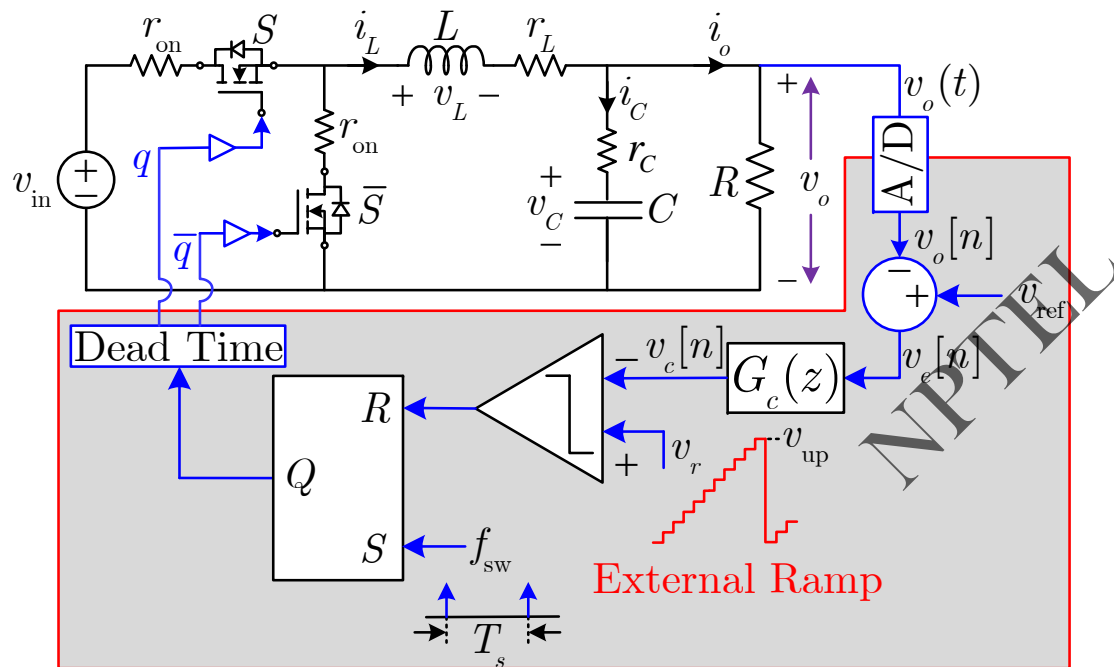 r_on
S
i_L
L
r_L
i_o
+ v_L −
i_C
v_o(t)
q
r_on
r_C
R
+
v_o
−
A/D
v_in
+
−
q̅
S̅
+
v_C
−
C
v_o[n]
−
+
v_ref
Dead Time
R
− v_c[n]
G_c(z)
v_e[n]
Q
v_r
+
v_up
S
f_sw
External Ramp
T_s
NPTEL